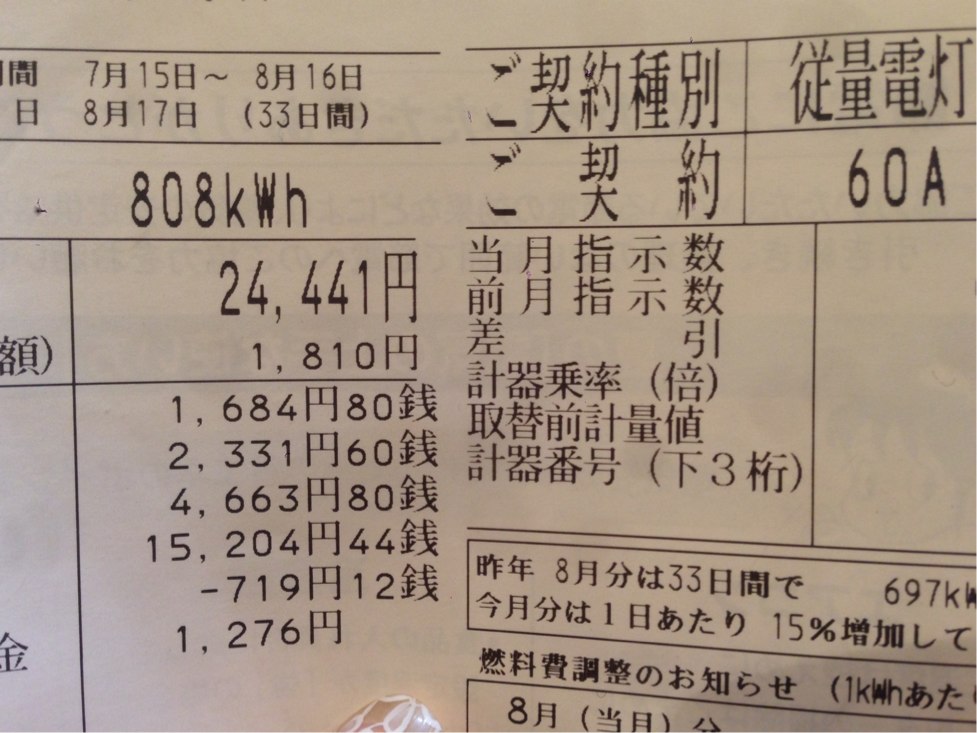 間 7月15日～ 8月16日
日 8月17日 (33日間)
808kWh
24,441円
額) 1,810円
1,684円80銭
2,331円60銭
4,663円80銭
15,204円44銭
-719円12銭
金 1,276円
ご契約種別 従量電灯
ご契約 60A
当月指示数
前月指示数
差引
計器乗率 (倍)
取替前計量値
計器番号 (下3桁)
昨年 8月分は33日間で 697kW
今月分は1日あたり 15%増加して
燃料費調整のお知らせ (1kWhあた
8月 (当月) 分